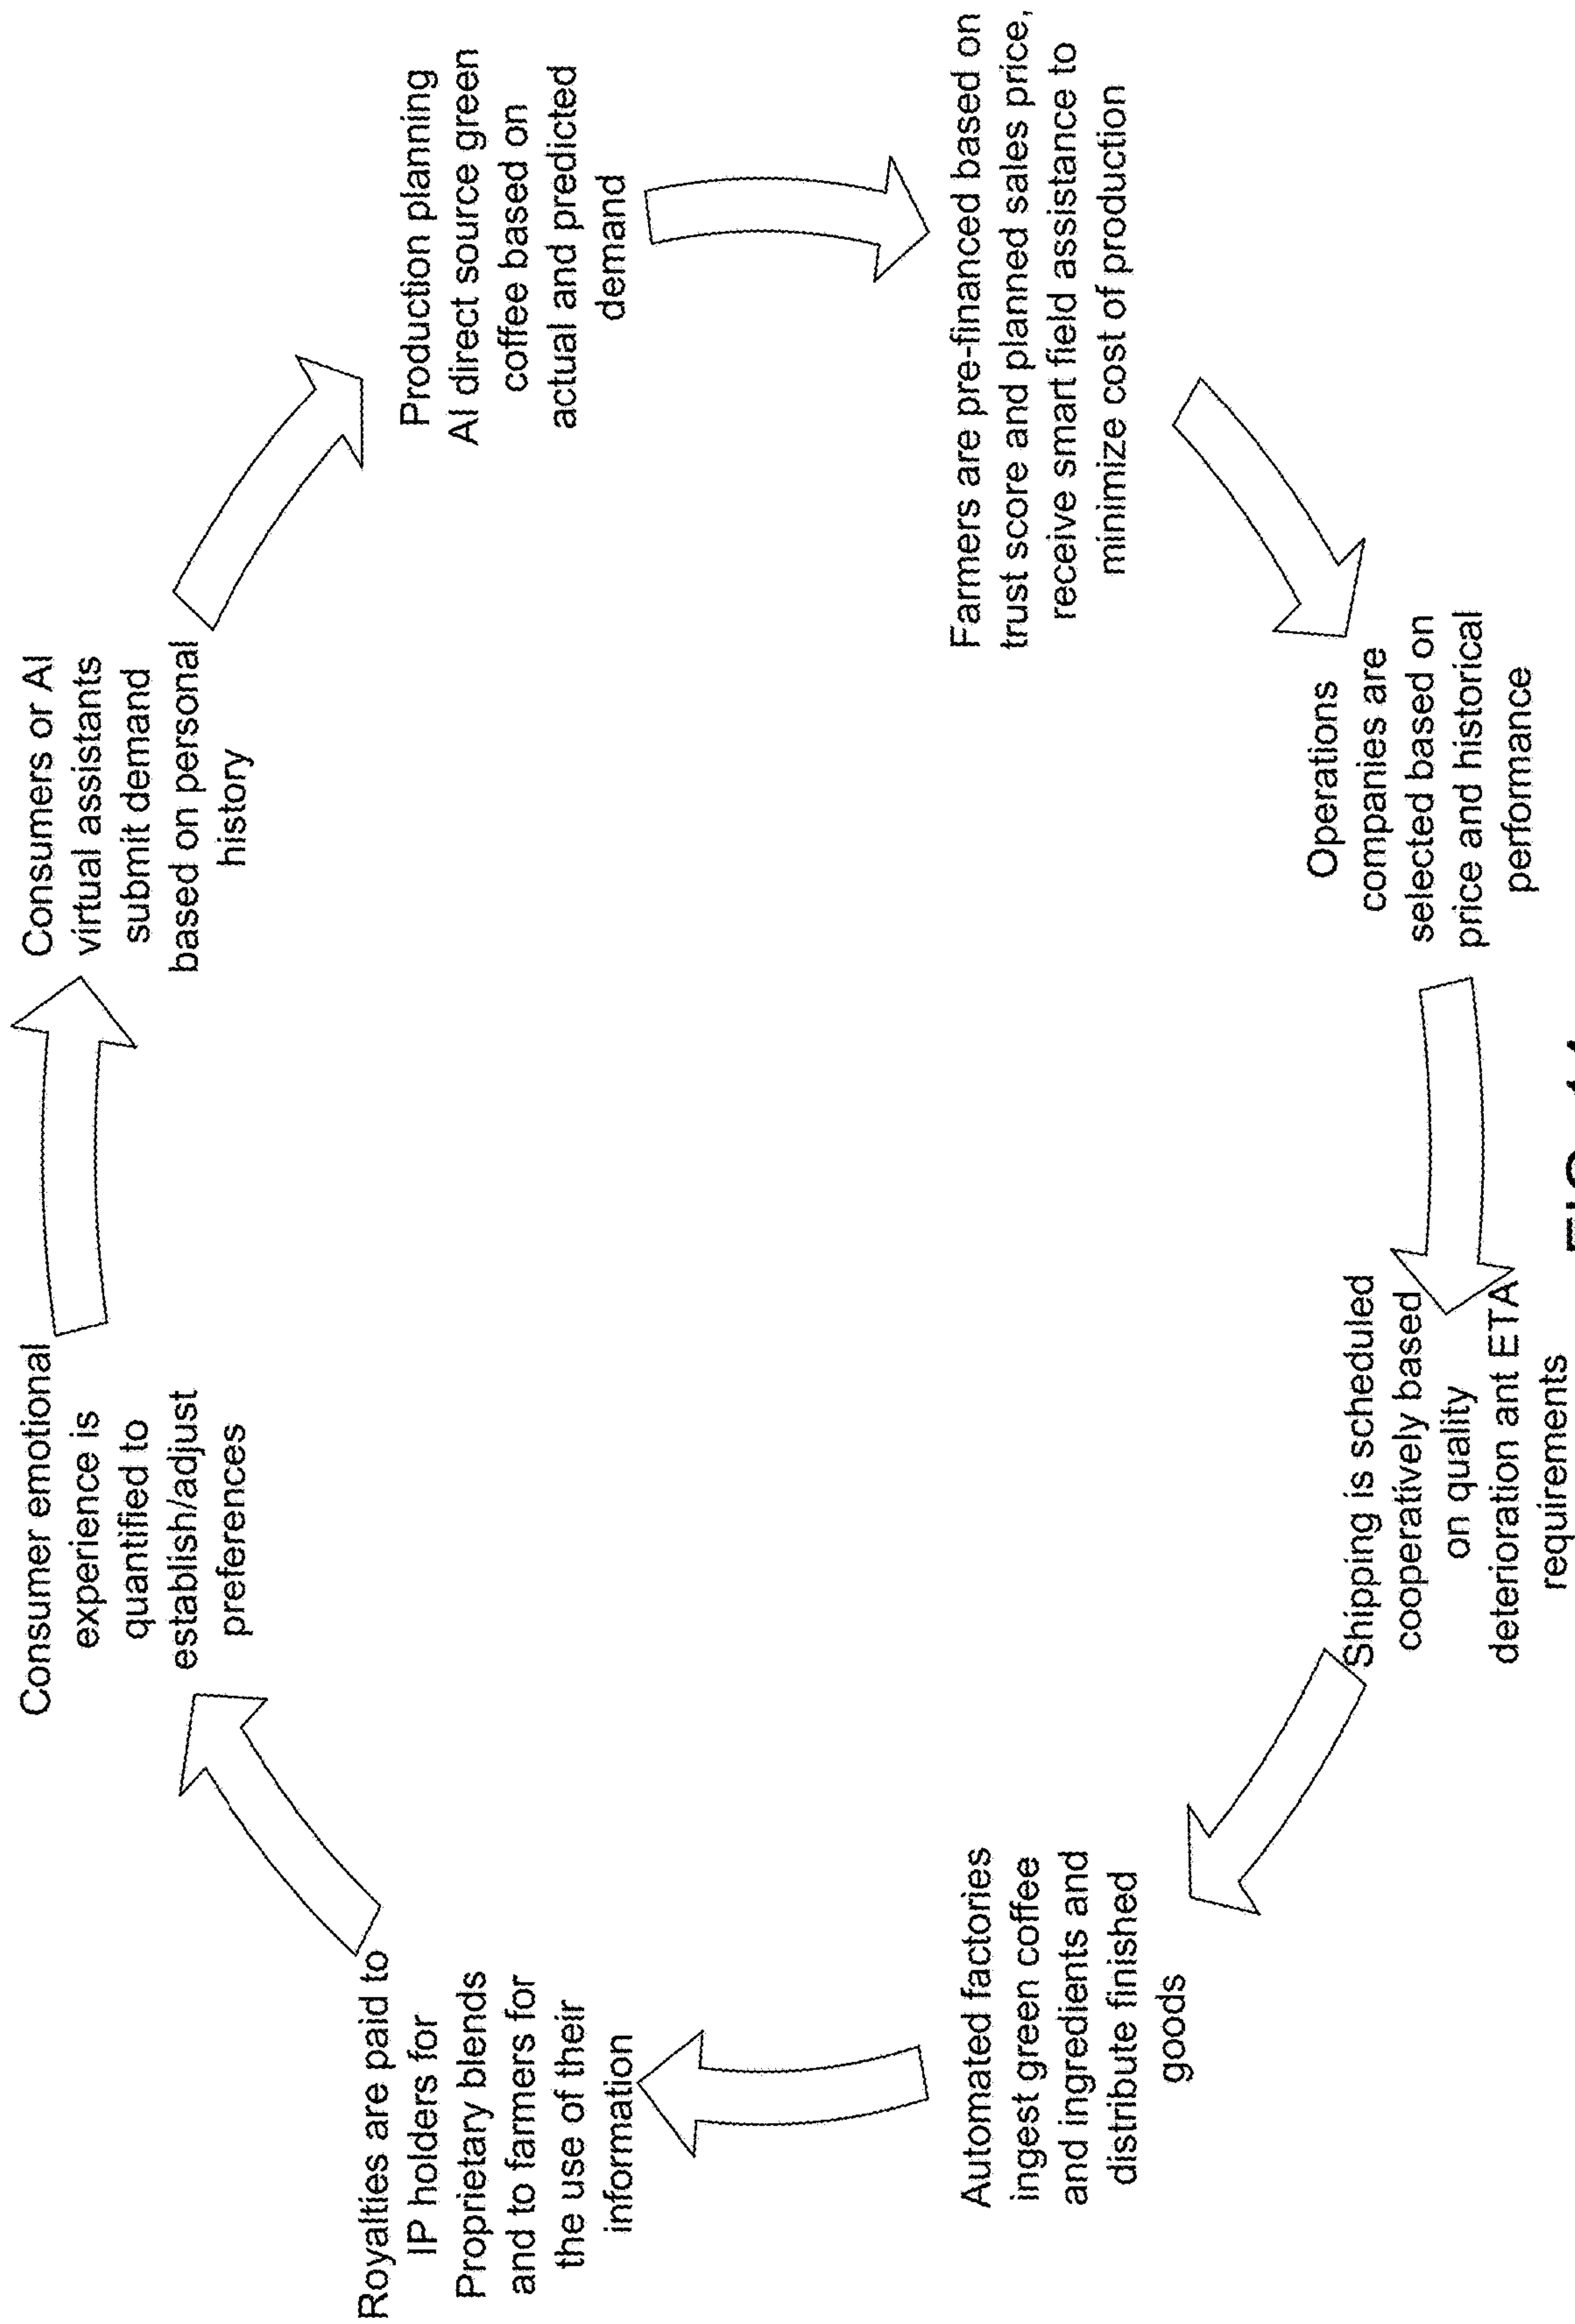 Consumer emotional
experience is
quantified to
establish/adjust
preferences
Consumers or AI
virtual assistants
submit demand
based on personal
history
Production planning
AI direct source green
coffee based on
actual and predicted
demand
Farmers are pre-financed based on
trust score and planned sales price,
receive smart field assistance to
minimize cost of production
Operations
companies are
selected based on
price and historical
perfomance
Shipping is scheduled
cooperatively based
on quality
deterioration ant ETA
requirements
Automated factories
ingest green coffee
and ingredients and
distribute finished
goods
Royalties are paid to
IP holders for
Proprietary blends
and to farmers for
the use of their
information
FIG.